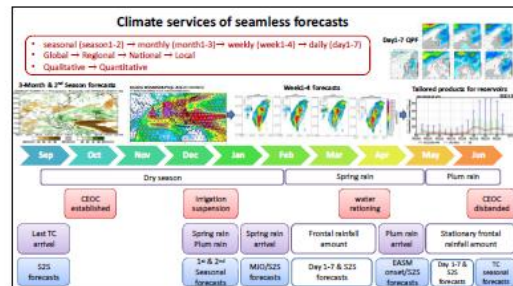 Climate services of seamless forecasts
• seasonal (season1-2) → monthly (month1-3) → weekly (week1-4) → daily (day1-7)
• Global → Regional → National → Local
• Qualitative → Quantitative
Day1-7 QPF
3-Month & 2nd Season forecasts
Week1-4 forecasts
Tailored products for reservoirs
Sep Oct Nov Dec Jan Feb Mar Apr May Jun
Dry season Spring rain Plum rain
CEOC established
Irrigation suspension
water rationing
CEOC disbanded
Last TC arrival
Spring rain Plum rain
Spring rain arrival
Frontal rainfall amount
Plum rain arrival
Stationary frontal rainfall amount
S2S forecasts
1st & 2nd Seasonal forecasts
MJO/S2S forecasts
Day 1-7 & S2S forecasts
EASM onset/S2S forecasts
Day 1-7 & S2S forecasts
TC seasonal forecasts